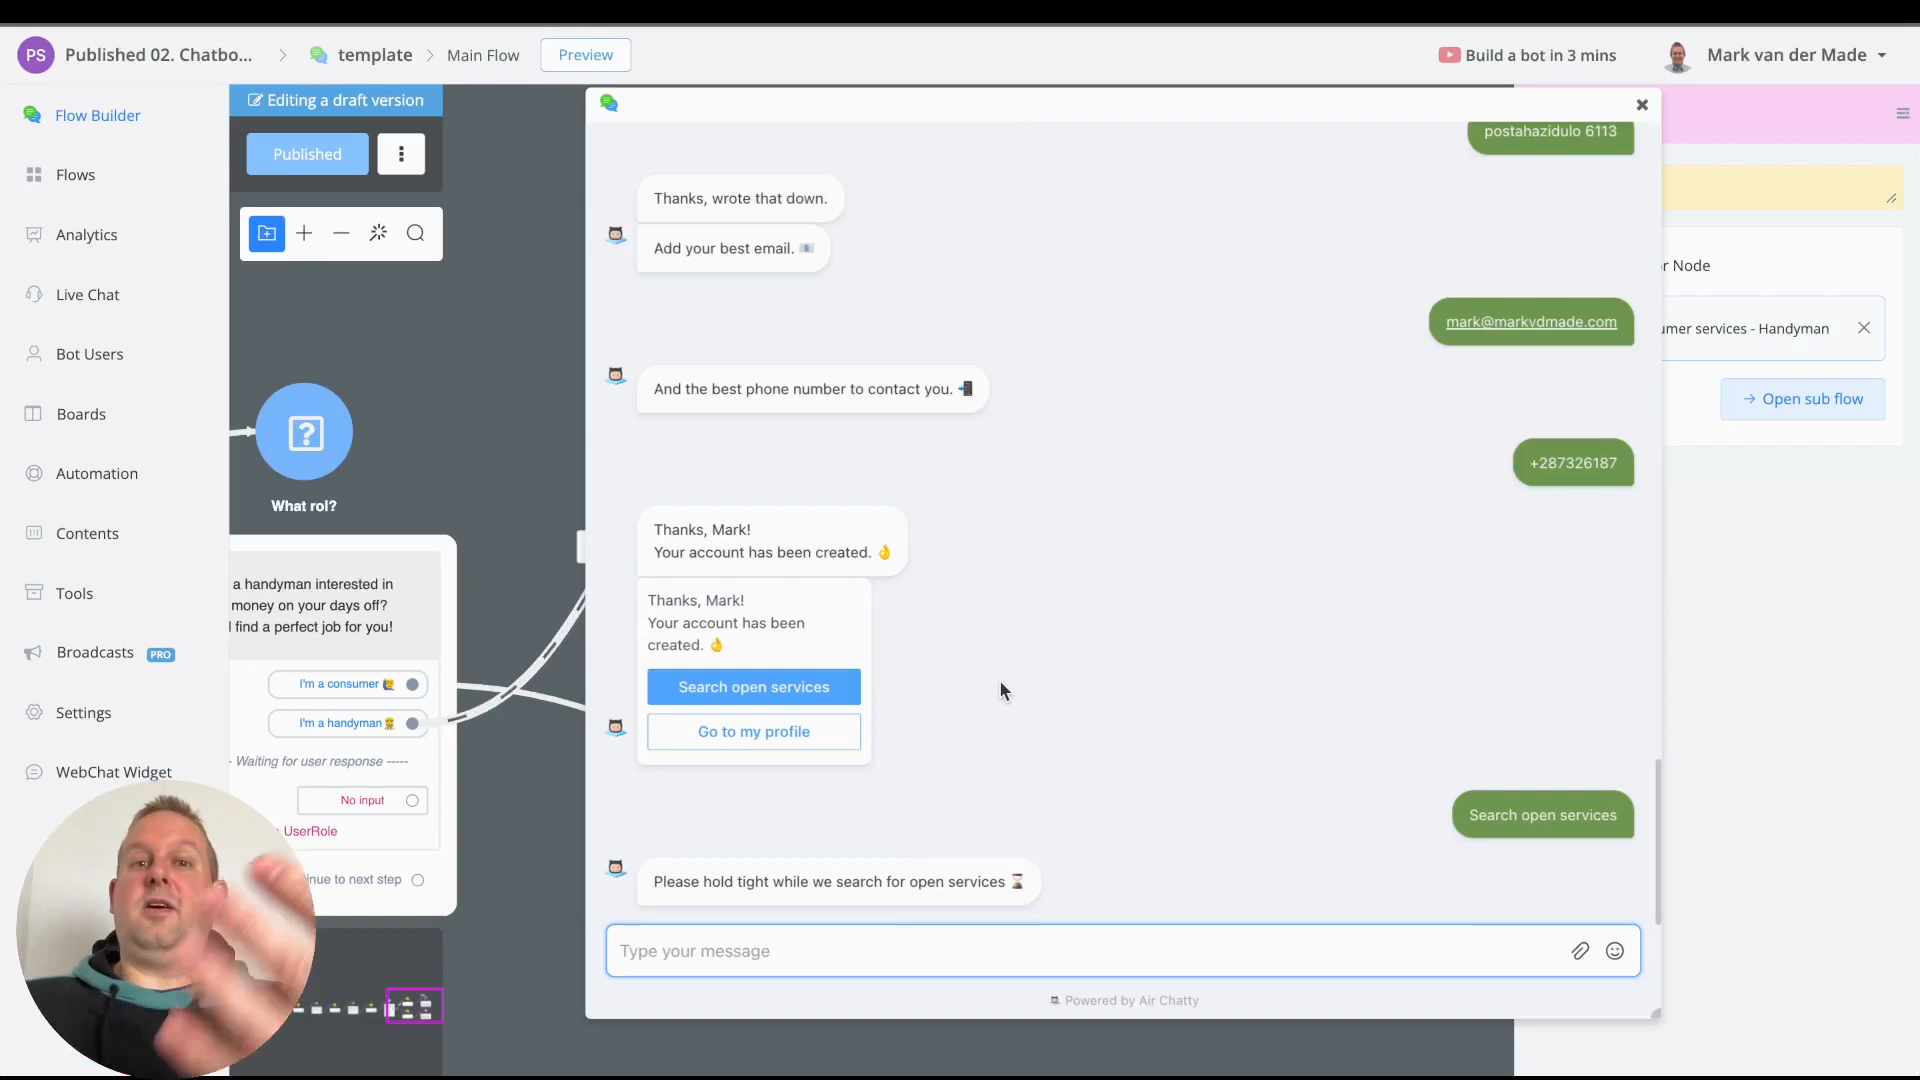 PS Published 02. Chatbo... template Main Flow Preview Build a bot in 3 mins Mark van der Made
Flow Builder
Flows
Analytics
Live Chat
Bot Users
Boards
Automation
Contents
Tools
Broadcasts PRO
Settings
WebChat Widget
Editing a draft version
Published
What rol?
a handyman interested in
money on your days off?
find a perfect job for you!
I'm a consumer
I'm a handyman
- Waiting for user response -----
No input
UserRole
to next step
postahazidulo 6113
Thanks, wrote that down.
Add your best email.
mark@markvdmade.com
And the best phone number to contact you.
+287326187
Thanks, Mark!
Your account has been created. 👌
Thanks, Mark!
Your account has been
created. 👌
Search open services
Go to my profile
Search open services
Please hold tight while we search for open services ⌛
Type your message
Powered by Air Chatty
r Node
umer services - Handyman
Open sub flow